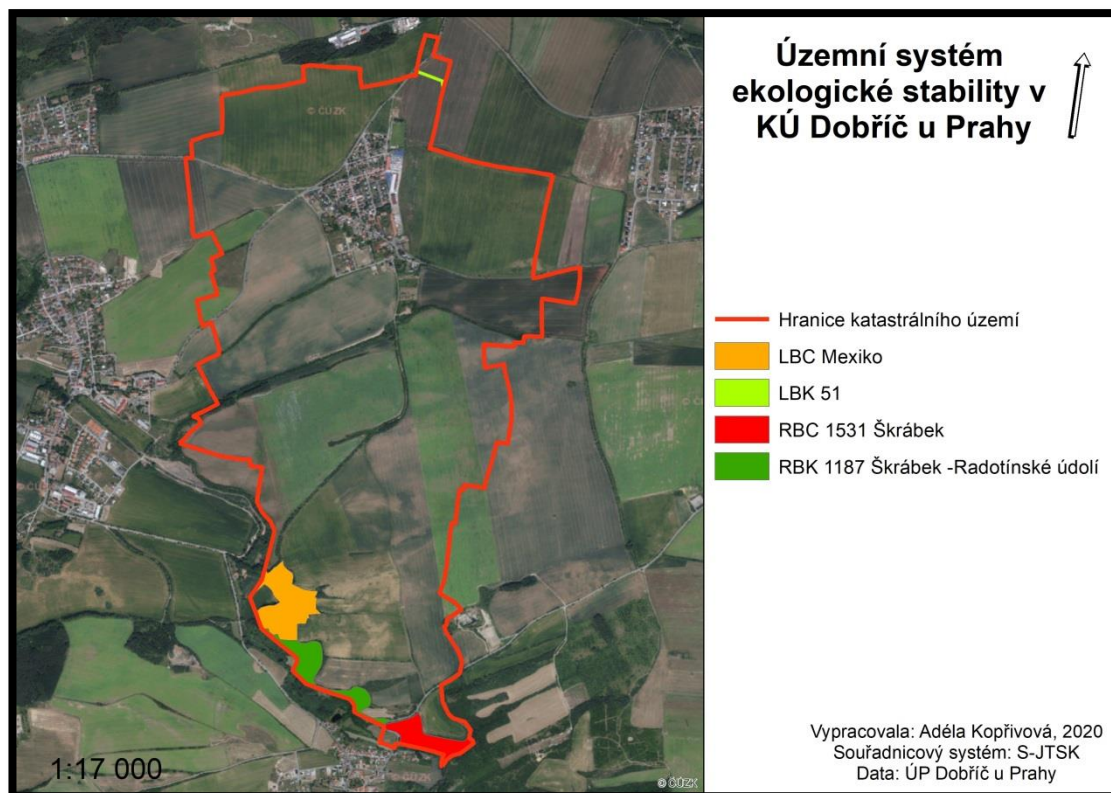 Územní systém
ekologické stability v
KÚ Dobříč u Prahy
Hranice katastrálního území
LBC Mexiko
LBK 51
RBC 1531 Škrábek
RBK 1187 Škrábek -Radotínské údolí
Vypracovala: Adéla Kopřivová, 2020
Souřadnicový systém: S-JTSK
Data: ÚP Dobříč u Prahy
1:17 000
© ČÚZK
© ČÚZK
© ČÚZK